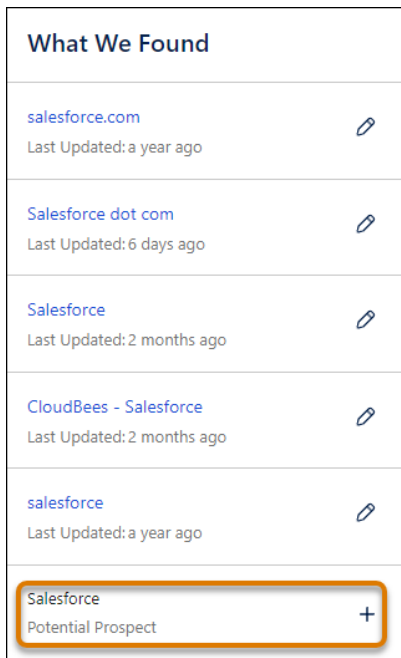 What We Found
salesforce.com
Last Updated: a year ago
Salesforce dot com
Last Updated: 6 days ago
Salesforce
Last Updated: 2 months ago
CloudBees - Salesforce
Last Updated: 2 months ago
salesforce
Last Updated: a year ago
Salesforce
Potential Prospect